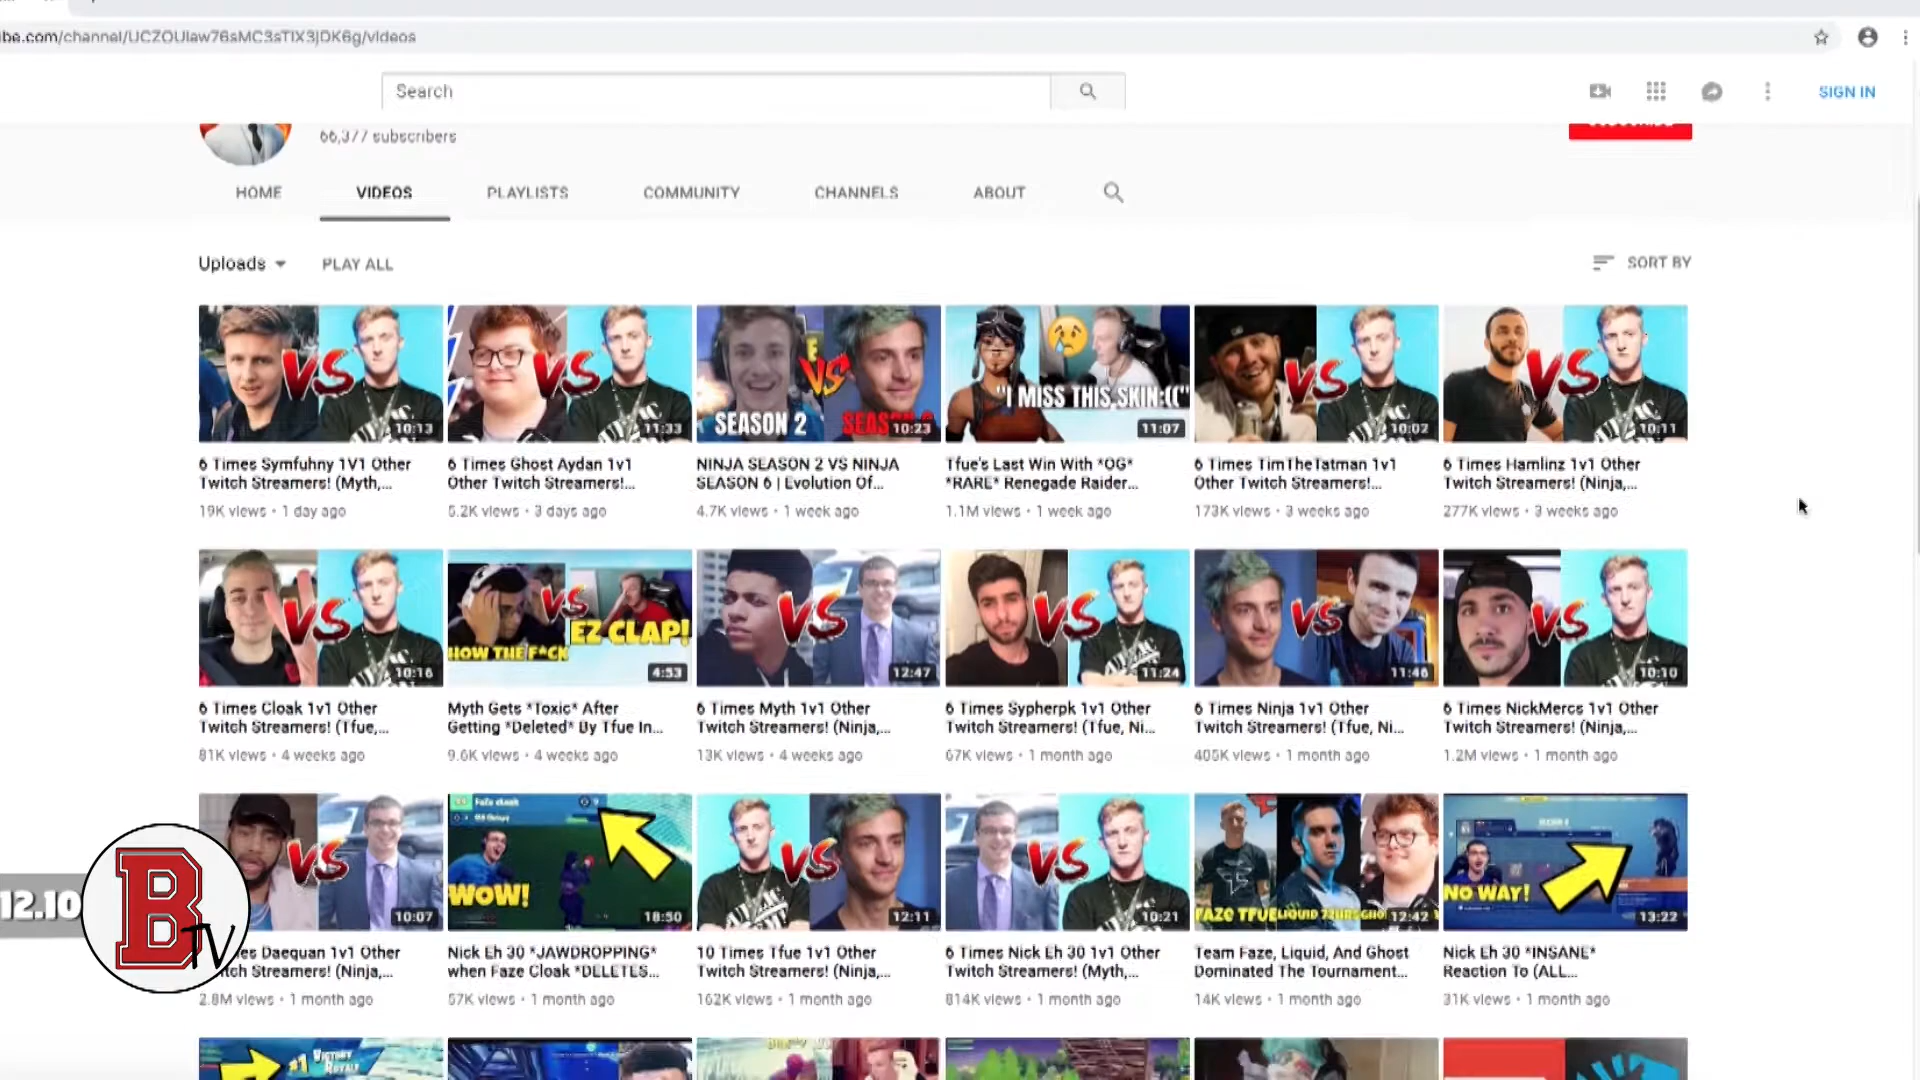 be.com/channel/UCZOUIaw76sMC3sTIX3jDK6g/videos
Search
SIGN IN
66,377 subscribers
HOME
VIDEOS
PLAYLISTS
COMMUNITY
CHANNELS
ABOUT
Uploads
PLAY ALL
SORT BY
VS
10:13
VS
11:33
VS
SEASON 2
10:23
"I MISS THIS SKIN:(("
11:07
VS
10:02
VS
10:11
6 Times Symfuhny 1V1 Other
Twitch Streamers! (Myth,...
19K views • 1 day ago
6 Times Ghost Aydan 1v1
Other Twitch Streamers!...
5.2K views • 3 days ago
NINJA SEASON 2 VS NINJA
SEASON 6 | Evolution Of...
4.7K views • 1 week ago
Tfue's Last Win With *OG*
*RARE* Renegade Raider...
1.1M views • 1 week ago
6 Times TimTheTatman 1v1
Other Twitch Streamers!...
173K views • 3 weeks ago
6 Times Hamlinz 1v1 Other
Twitch Streamers! (Ninja,...
277K views • 3 weeks ago
VS
10:16
VS
EZ CLAP!
HOW THE F*CK
4:53
VS
12:47
VS
11:24
VS
11:46
VS
10:10
6 Times Cloak 1v1 Other
Twitch Streamers! (Tfue,...
81K views • 4 weeks ago
Myth Gets *Toxic* After
Getting *Deleted* By Tfue In...
9.6K views • 4 weeks ago
6 Times Myth 1v1 Other
Twitch Streamers! (Ninja,...
13K views • 4 weeks ago
6 Times Sypherpk 1v1 Other
Twitch Streamers! (Tfue, Ni...
67K views • 1 month ago
6 Times Ninja 1v1 Other
Twitch Streamers! (Tfue, Ni...
405K views • 1 month ago
6 Times NickMercs 1v1 Other
Twitch Streamers! (Ninja,...
1.2M views • 1 month ago
VS
10:07
WOW!
18:50
VS
12:11
VS
10:21
FAZE TFUE
12:42
NO WAY!
13:22
es Daequan 1v1 Other
tch Streamers! (Ninja,...
2.8M views • 1 month ago
Nick Eh 30 *JAWDROPPING*
when Faze Cloak *DELETES...
57K views • 1 month ago
10 Times Tfue 1v1 Other
Twitch Streamers! (Ninja,...
162K views • 1 month ago
6 Times Nick Eh 30 1v1 Other
Twitch Streamers! (Myth,...
814K views • 1 month ago
Team Faze, Liquid, And Ghost
Dominated The Tournament...
14K views • 1 month ago
Nick Eh 30 *INSANE*
Reaction To (ALL...
31K views • 1 month ago
12.10
B TV
#1 VICTORY
ROYALE